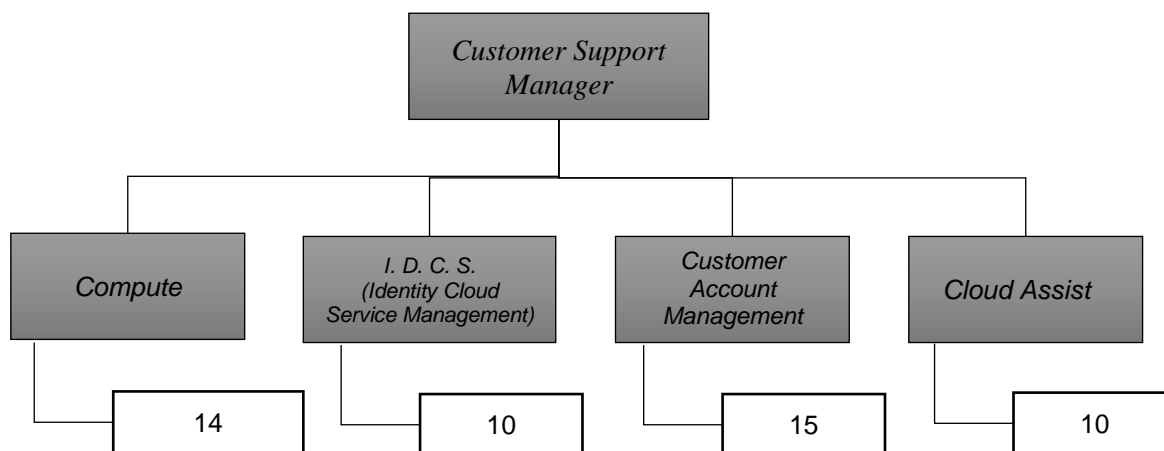 Customer Support
Manager
Compute
I. D. C. S.
(Identity Cloud
Service Management)
Customer
Account
Management
Cloud Assist
14
10
15
10